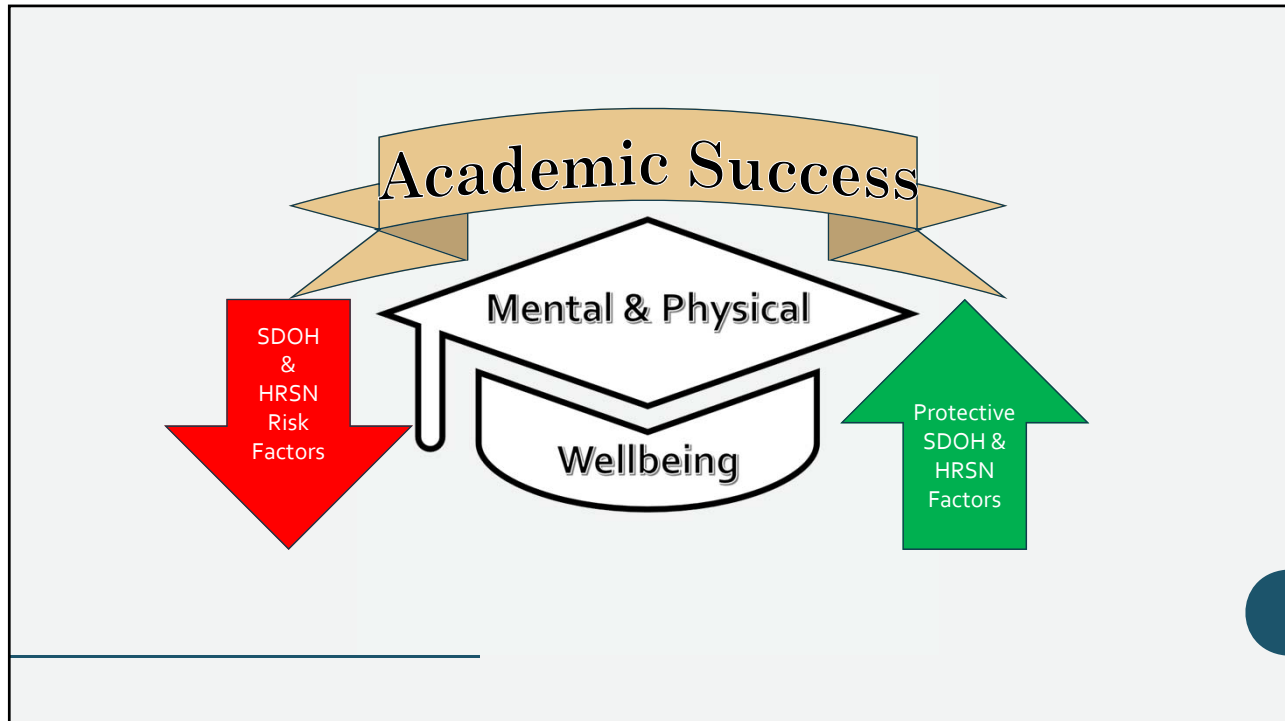 Academic Success
Mental & Physical
Wellbeing
SDOH
&
HRSN
Risk
Factors
Protective
SDOH &
HRSN
Factors